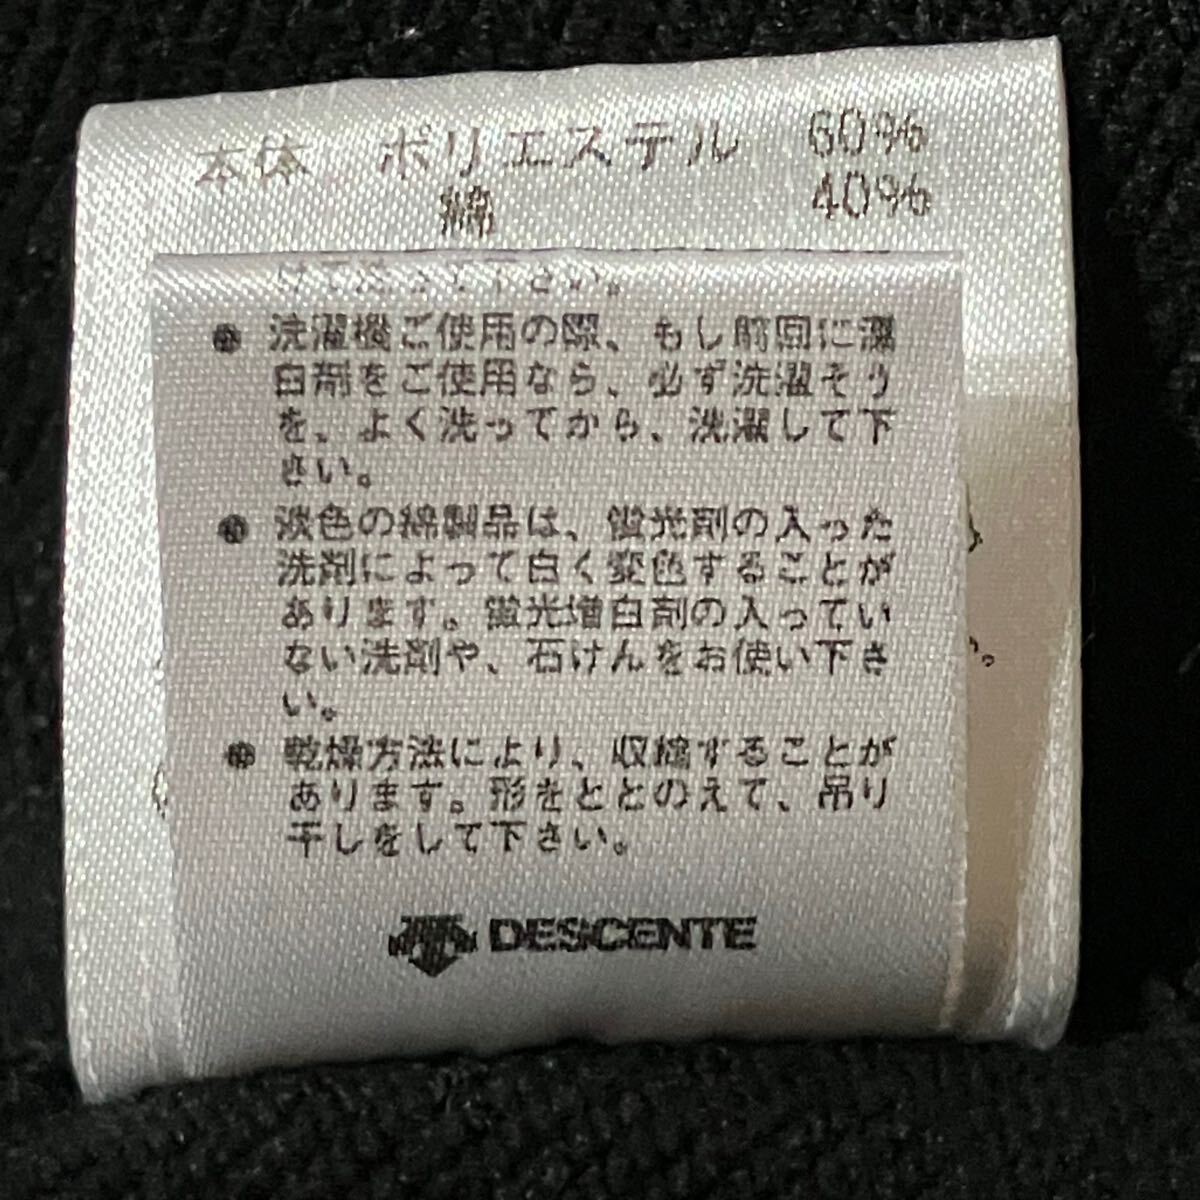 本体 ポリエステル 60%
綿 40%
下さい。
● 洗濯機ご使用の際、もし前回に漂
白剤をご使用なら、必ず洗濯そう
を、よく洗ってから、洗濯して下
さい。
● 淡色の綿製品は、蛍光剤の入った
洗剤によって白く変色することが
あります。蛍光増白剤の入ってい
ない洗剤や、石けんをお使い下さ
い。
● 乾燥方法により、収縮することが
あります。形をととのえて、吊り
干しをして下さい。
DESCENTE